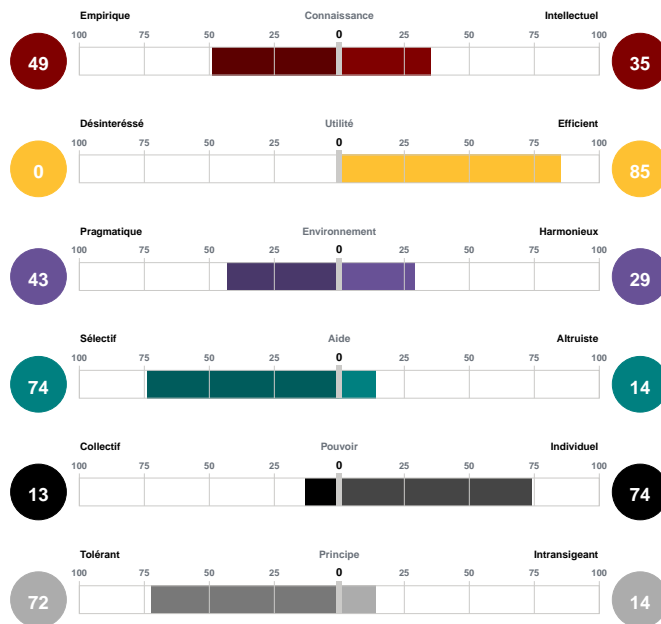 Empirique Connaissance Intellectuel
100 75 50 25 0 25 50 75 100
49 35
Désinteréssé Utilité Efficient
100 75 50 25 0 25 50 75 100
0 85
Pragmatique Environnement Harmonieux
100 75 50 25 0 25 50 75 100
43 29
Sélectif Aide Altruiste
100 75 50 25 0 25 50 75 100
74 14
Collectif Pouvoir Individuel
100 75 50 25 0 25 50 75 100
13 74
Tolérant Principe Intransigeant
100 75 50 25 0 25 50 75 100
72 14